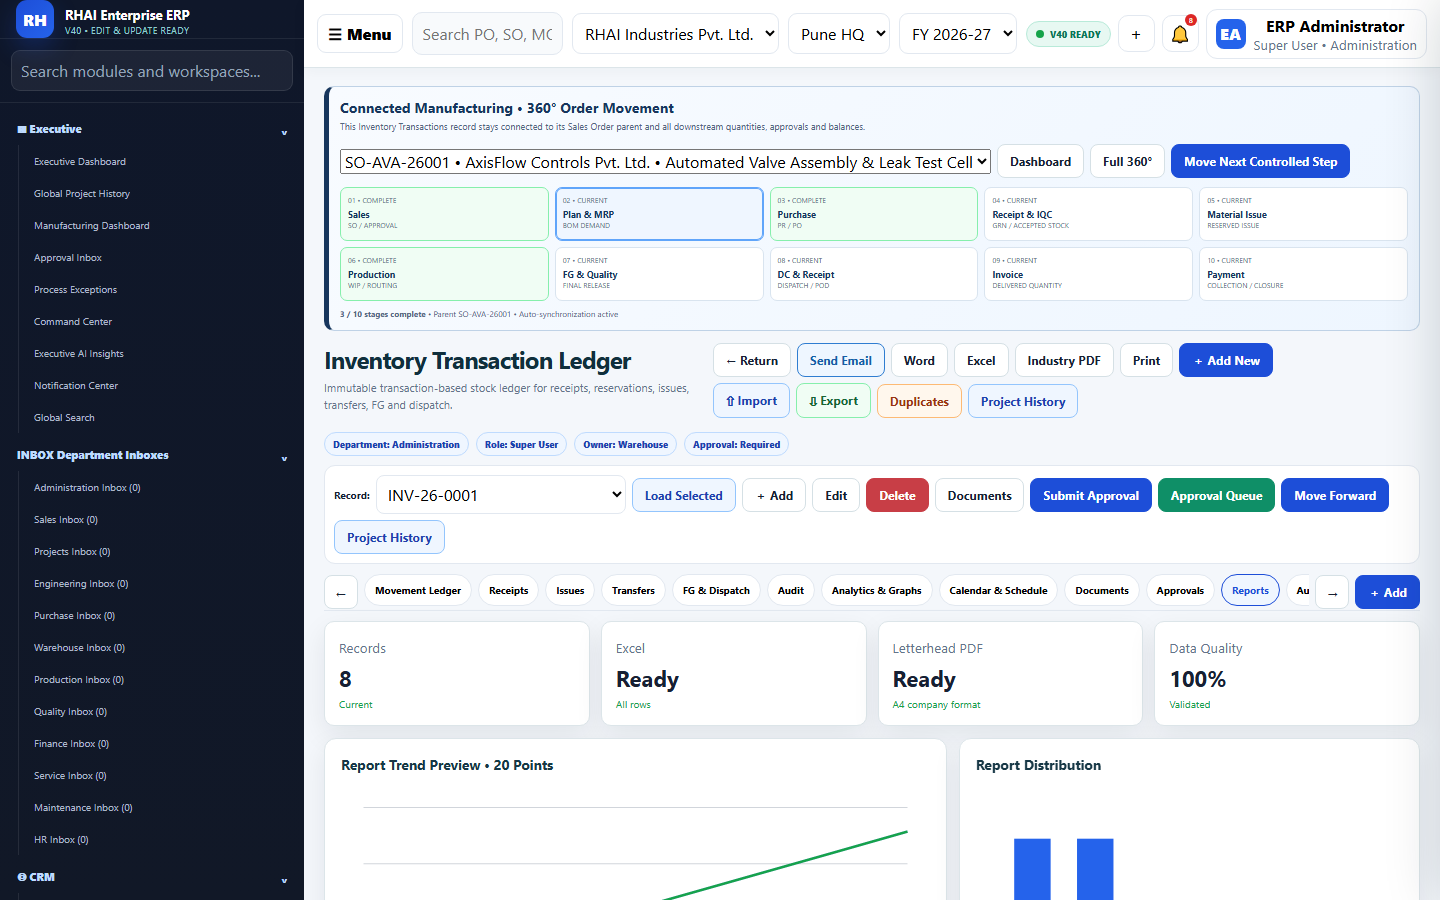 RH
RHAI Enterprise ERP
V40 • EDIT & UPDATE READY
Search modules and workspaces...
Executive
Executive Dashboard
Global Project History
Manufacturing Dashboard
Approval Inbox
Process Exceptions
Command Center
Executive AI Insights
Notification Center
Global Search
INBOX Department Inboxes
Administration Inbox (0)
Sales Inbox (0)
Projects Inbox (0)
Engineering Inbox (0)
Purchase Inbox (0)
Warehouse Inbox (0)
Production Inbox (0)
Quality Inbox (0)
Finance Inbox (0)
Service Inbox (0)
Maintenance Inbox (0)
HR Inbox (0)
CRM
☰ Menu
Search PO, SO, MC
RHAI Industries Pvt. Ltd.
Pune HQ
FY 2026-27
V40 READY
+
8
EA
ERP Administrator
Super User • Administration
Connected Manufacturing • 360° Order Movement
This Inventory Transactions record stays connected to its Sales Order parent and all downstream quantities, approvals and balances.
SO-AVA-26001 • AxisFlow Controls Pvt. Ltd. • Automated Valve Assembly & Leak Test Cell
Dashboard
Full 360°
Move Next Controlled Step
01 • COMPLETE
Sales
SO / APPROVAL
02 • CURRENT
Plan & MRP
BOM DEMAND
03 • COMPLETE
Purchase
PR / PO
04 • CURRENT
Receipt & IQC
GRN / ACCEPTED STOCK
05 • CURRENT
Material Issue
RESERVED ISSUE
06 • COMPLETE
Production
WIP / ROUTING
07 • CURRENT
FG & Quality
FINAL RELEASE
08 • CURRENT
DC & Receipt
DISPATCH / POD
09 • CURRENT
Invoice
DELIVERED QUANTITY
10 • CURRENT
Payment
COLLECTION / CLOSURE
3 / 10 stages complete • Parent SO-AVA-26001 • Auto-synchronization active
Inventory Transaction Ledger
Immutable transaction-based stock ledger for receipts, reservations, issues,
transfers, FG and dispatch.
← Return
Send Email
Word
Excel
Industry PDF
Print
+ Add New
⇧ Import
⇩ Export
Duplicates
Project History
Department: Administration
Role: Super User
Owner: Warehouse
Approval: Required
Record:
INV-26-0001
Load Selected
+ Add
Edit
Delete
Documents
Submit Approval
Approval Queue
Move Forward
Project History
←
Movement Ledger
Receipts
Issues
Transfers
FG & Dispatch
Audit
Analytics & Graphs
Calendar & Schedule
Documents
Approvals
Reports
Au
→
+ Add
Records
8
Current
Excel
Ready
All rows
Letterhead PDF
Ready
A4 company format
Data Quality
100%
Validated
Report Trend Preview • 20 Points
Report Distribution